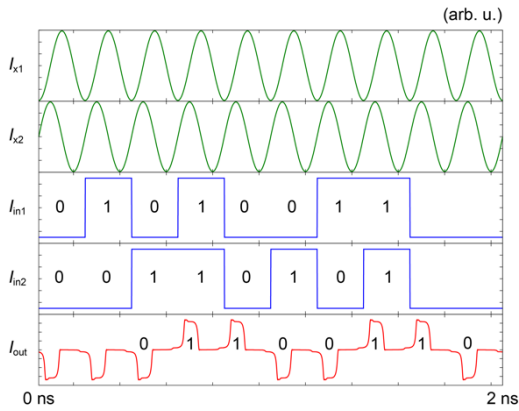 (arb. u.)
Ix1
Ix2
Iin1 0 1 0 1 0 0 1 1
Iin2 0 0 1 1 0 1 0 1
Iout 0 1 1 0 0 1 1 0
0 ns 2 ns